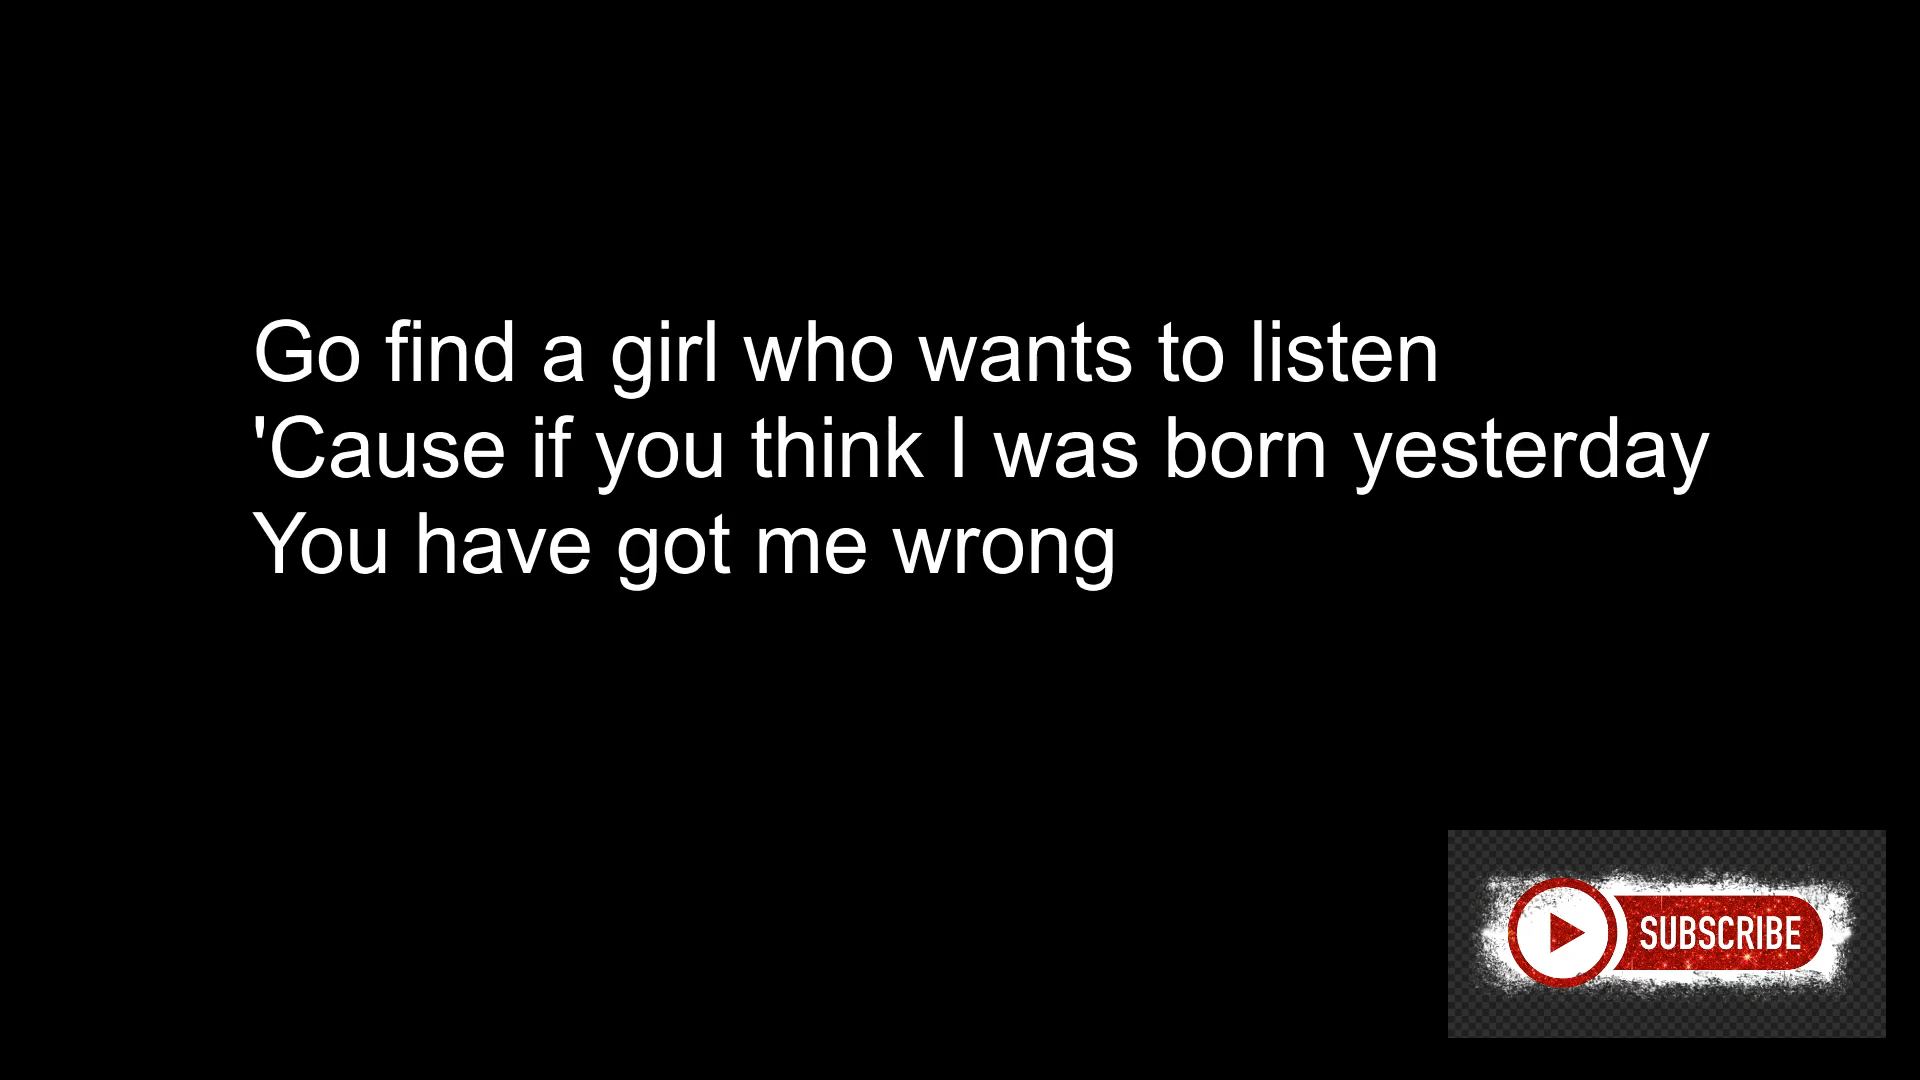 Go find a girl who wants to listen
'Cause if you think I was born yesterday
You have got me wrong
SUBSCRIBE